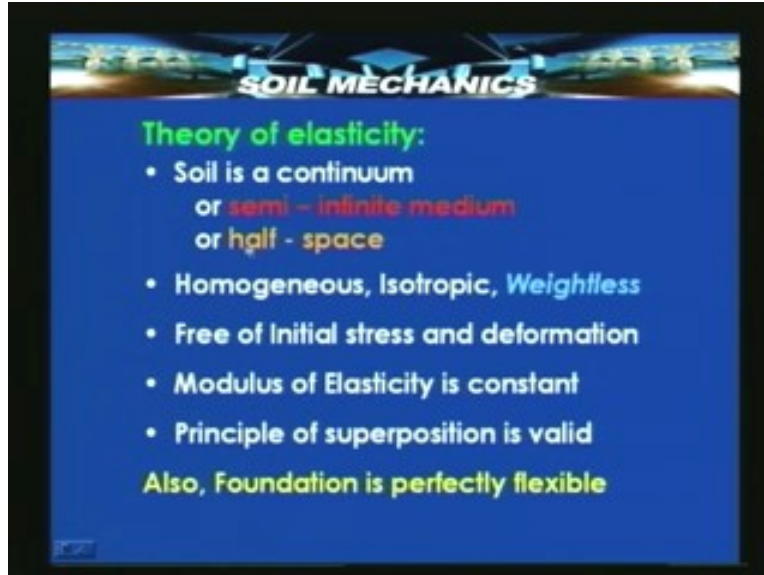 SOIL MECHANICS
Theory of elasticity:
• Soil is a continuum
or semi – infinite medium
or half - space
• Homogeneous, Isotropic, Weightless
• Free of Initial stress and deformation
• Modulus of Elasticity is constant
• Principle of superposition is valid
Also, Foundation is perfectly flexible